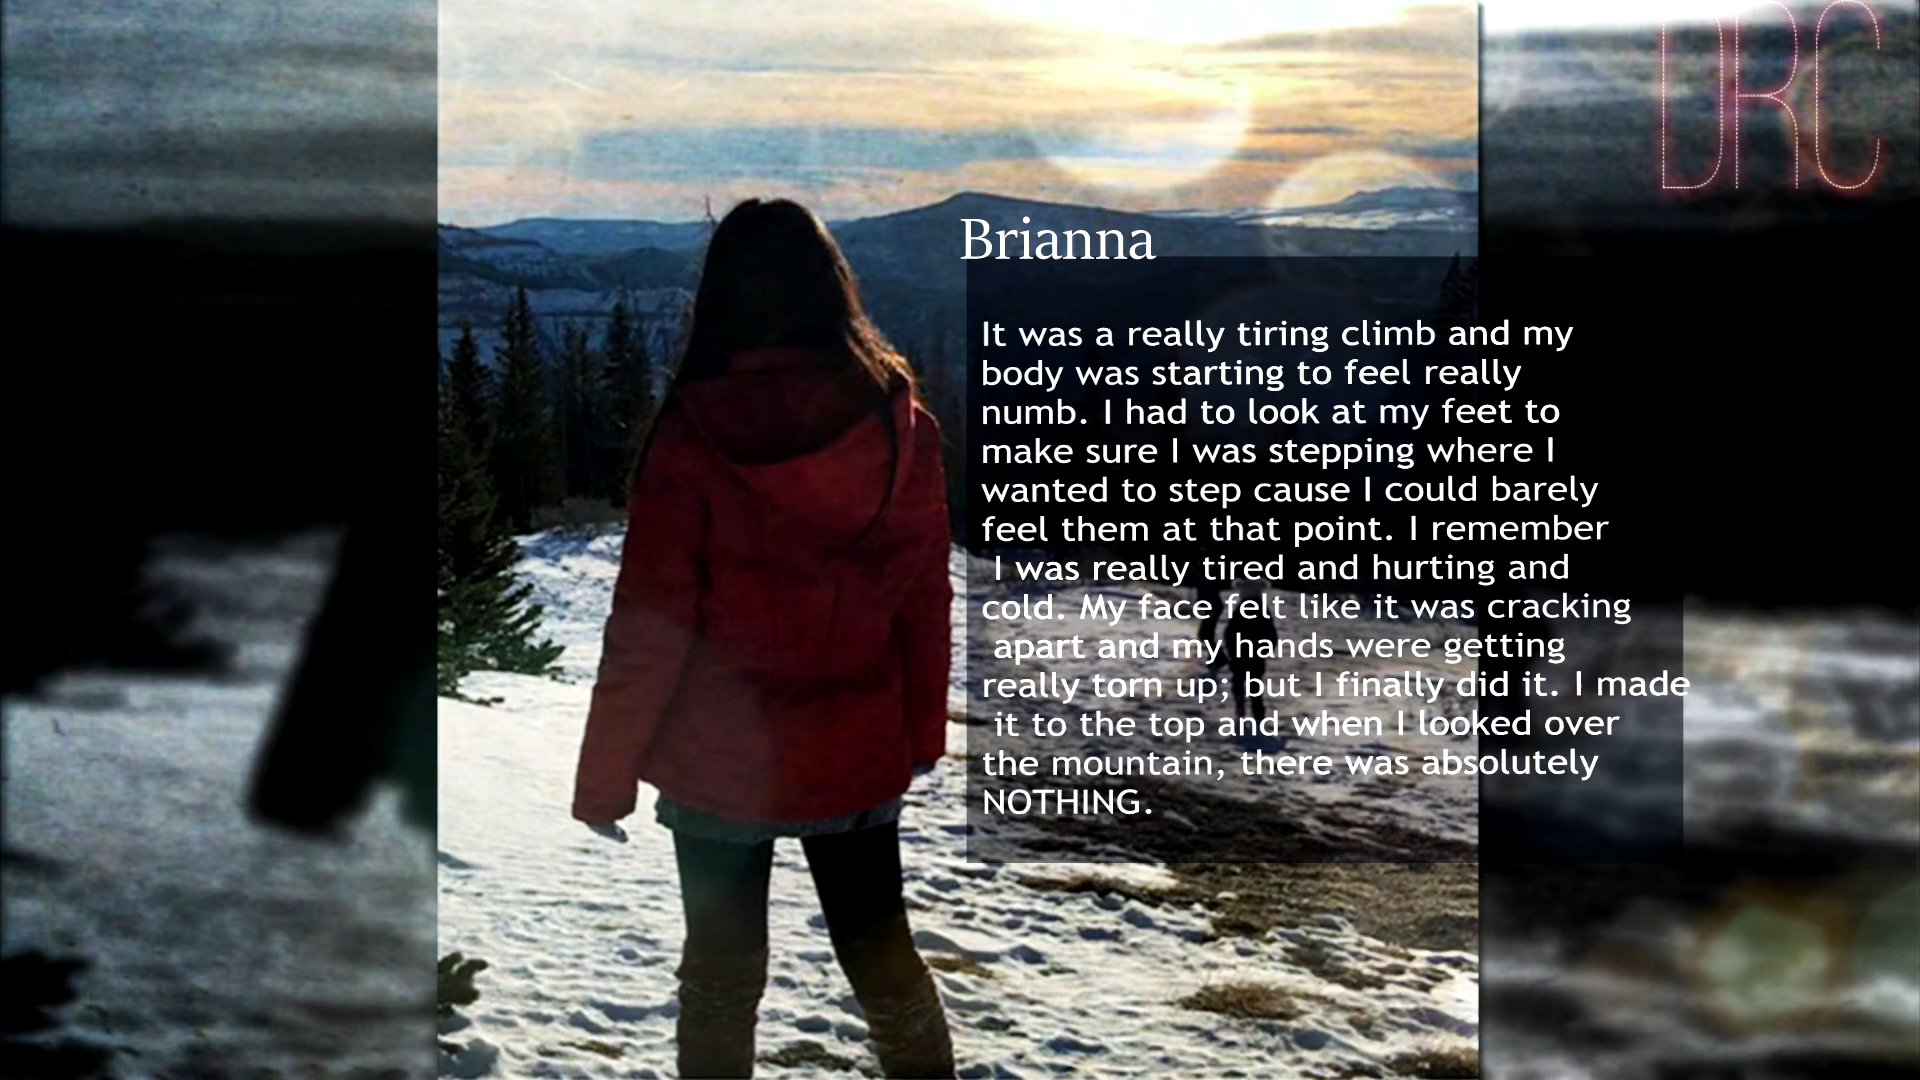 DRC
Brianna
It was a really tiring climb and my
body was starting to feel really
numb. I had to look at my feet to
make sure I was stepping where I
wanted to step cause I could barely
feel them at that point. I remember
I was really tired and hurting and
cold. My face felt like it was cracking
apart and my hands were getting
really torn up; but I finally did it. I made
it to the top and when I looked over
the mountain, there was absolutely
NOTHING.